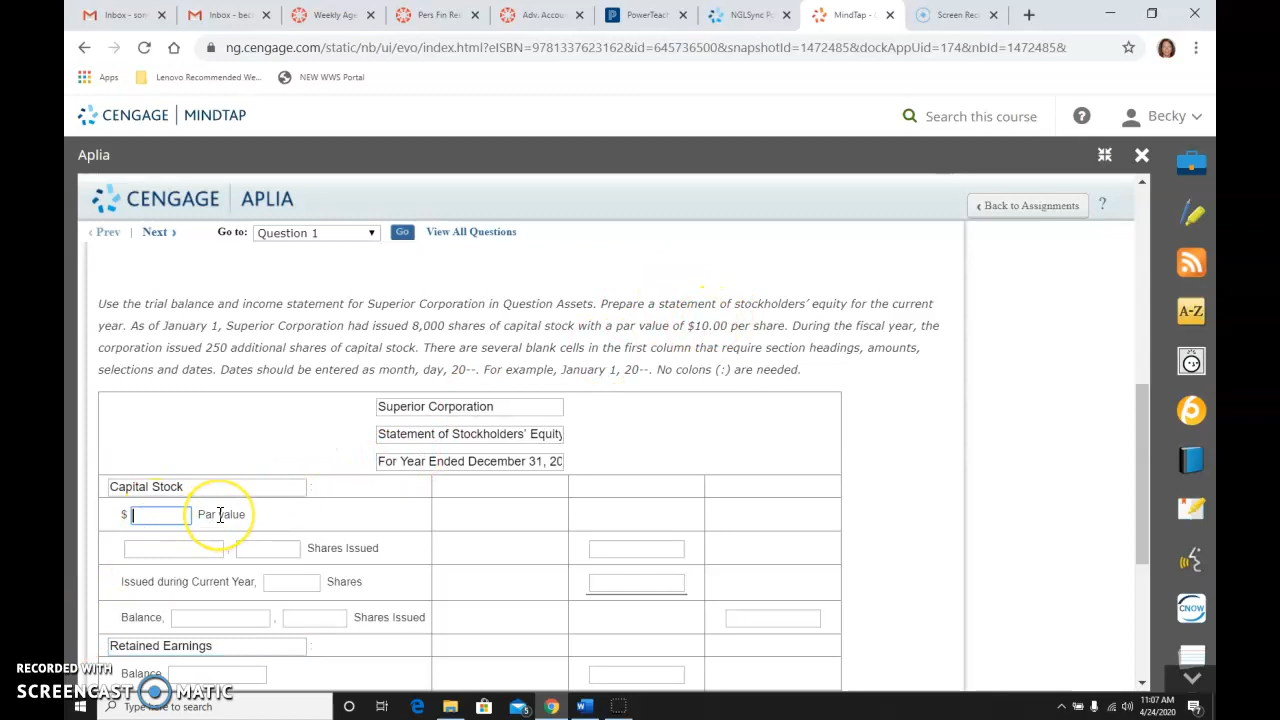 Inbox - som
Inbox - bec
Weekly Age
Pers Fin Re
Adv. Accou
PowerTeach
NGLSync Po
MindTap - 
Screen Rec
ng.cengage.com/static/nb/ui/evo/index.html?eISBN=9781337623162&id=645736500&snapshotId=1472485&dockAppUid=174&nbId=1472485&
Apps
Lenovo Recommended We...
NEW WWS Portal
CENGAGE | MINDTAP
Search this course
Becky
Aplia
CENGAGE | APLIA
‹ Back to Assignments
?
‹ Prev | Next ›
Go to: Question 1
Go
View All Questions
Use the trial balance and income statement for Superior Corporation in Question Assets. Prepare a statement of stockholders' equity for the current
year. As of January 1, Superior Corporation had issued 8,000 shares of capital stock with a par value of $10.00 per share. During the fiscal year, the
corporation issued 250 additional shares of capital stock. There are several blank cells in the first column that require section headings, amounts,
selections and dates. Dates should be entered as month, day, 20--. For example, January 1, 20--. No colons (:) are needed.
Superior Corporation
Statement of Stockholders' Equity
For Year Ended December 31, 20
Capital Stock :
$ Par value
, Shares Issued
Issued during Current Year, Shares
Balance, , Shares Issued
Retained Earnings :
Balance
A-Z
CNOW
RECORDED WITH
SCREENCAST MATIC
Type here to search
5
11:07 AM
4/24/2020